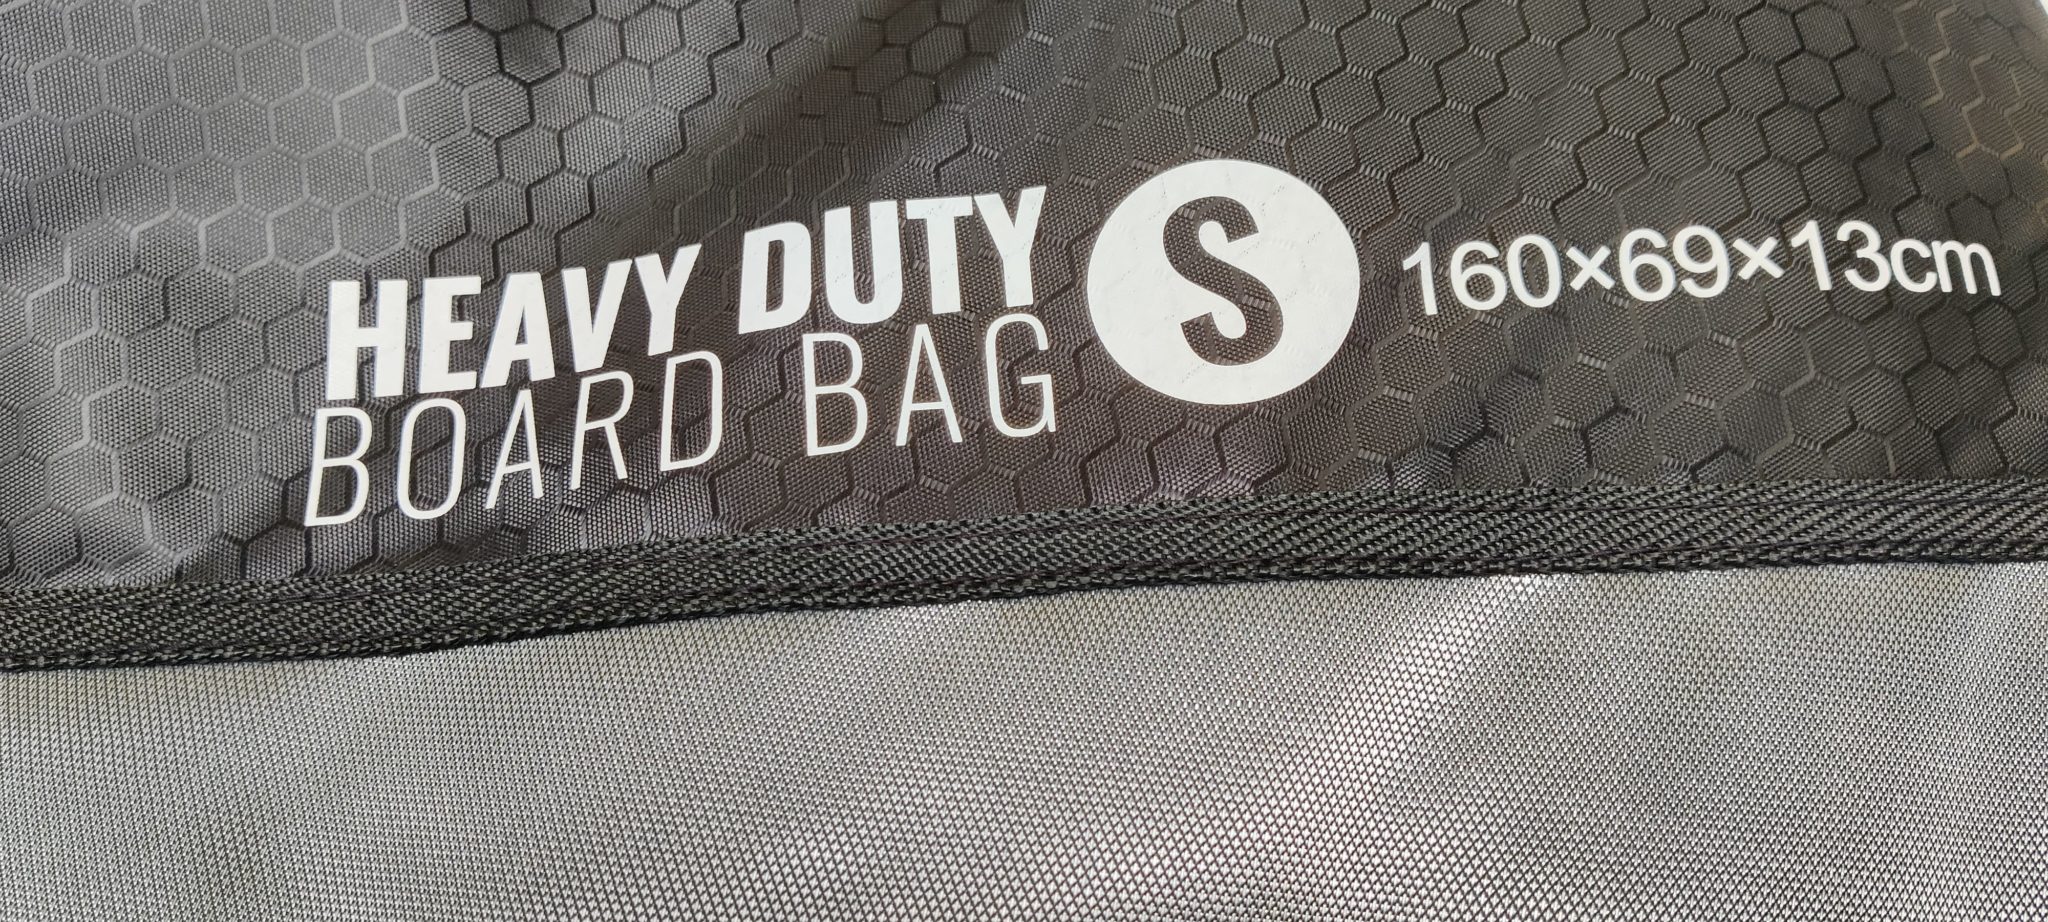 HEAVY DUTY
BOARD BAG
S
160×69×13cm